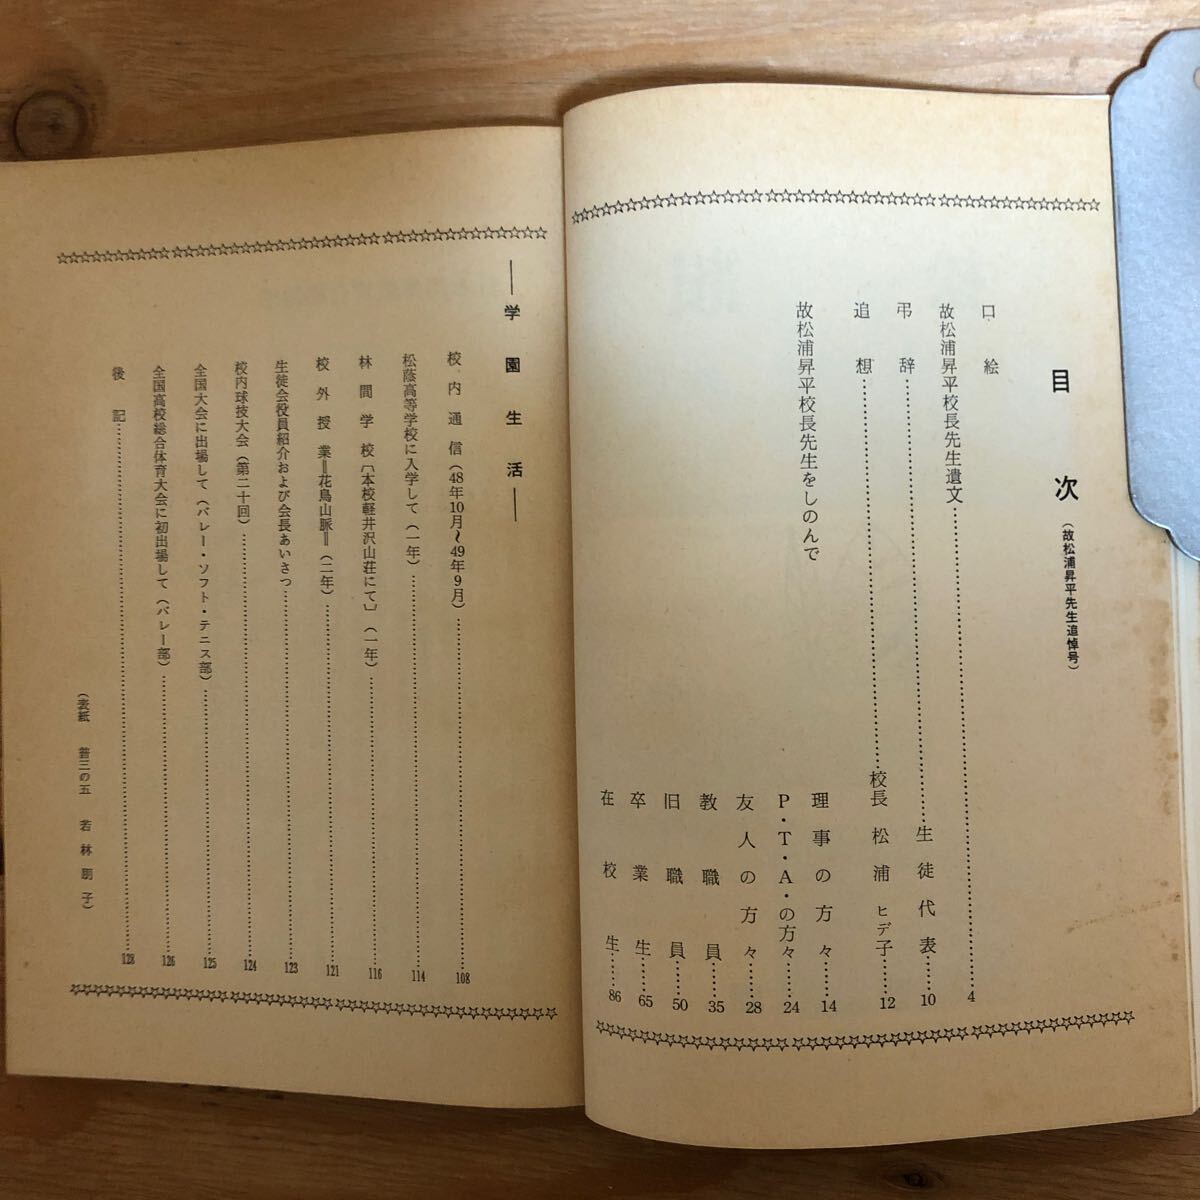 目次（故松浦昇平先生追悼号）
口絵
故松浦昇平校長先生遺文……4
弔辞……生徒代表……10
追想……校長 松浦ヒデ子……12
故松浦昇平校長先生をしのんで
理事の方々……14
P・T・A・の方々……24
友人の方々……28
教職員……35
旧職員……50
卒業生……65
在校生……86
―学園生活―
校内通信（48年10月〜49年9月）……108
松蔭高等学校に入学して（一年）……114
林間学校〔本校軽井沢山荘にて〕（一年）……116
校外授業＝花鳥山脈＝（二年）……121
生徒会役員紹介および会長あいさつ……123
校内球技大会（第二十回）……124
全国大会に出場して（バレー・ソフト・テニス部）……125
全国高校総合体育大会に初出場して（バレー部）……126
後記……128
（表紙 普三の五 若林朋子）